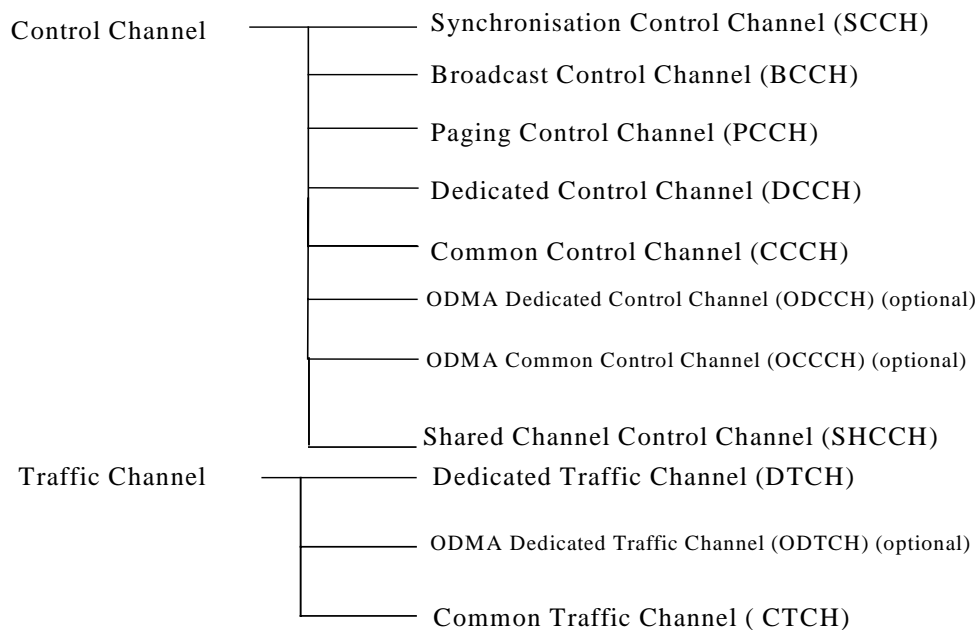 Control Channel
Synchronisation Control Channel (SCCH)
Broadcast Control Channel (BCCH)
Paging Control Channel (PCCH)
Dedicated Control Channel (DCCH)
Common Control Channel (CCCH)
ODMA Dedicated Control Channel (ODCCH) (optional)
ODMA Common Control Channel (OCCCH) (optional)
Shared Channel Control Channel (SHCCH)
Traffic Channel
Dedicated Traffic Channel (DTCH)
ODMA Dedicated Traffic Channel (ODTCH) (optional)
Common Traffic Channel ( CTCH)